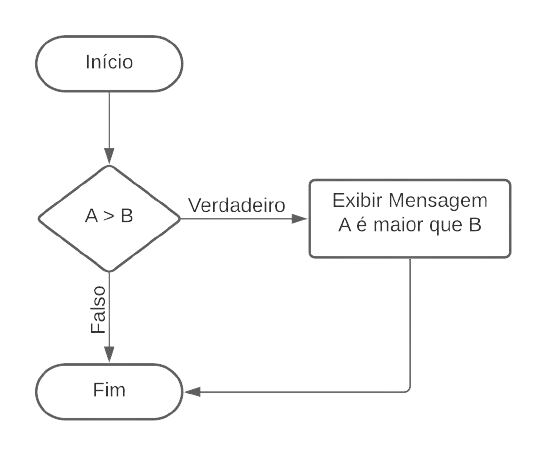 Início
A > B
Verdadeiro
Exibir Mensagem
A é maior que B
Falso
Fim